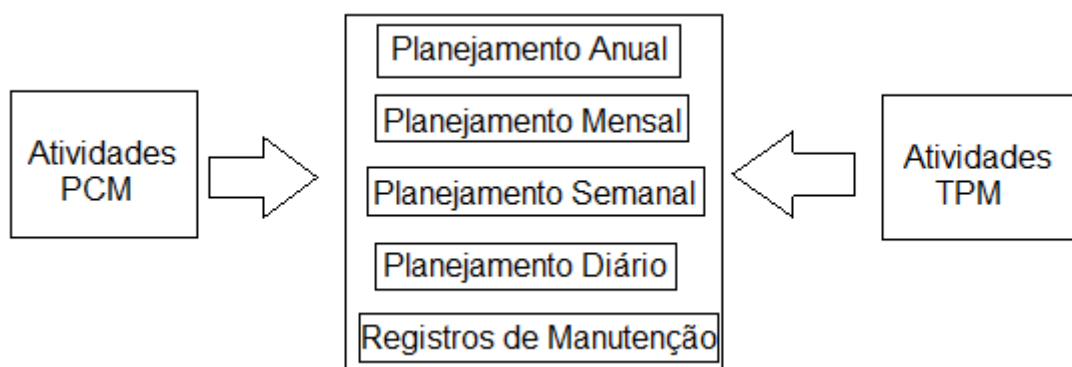 Atividades
PCM
Planejamento Anual
Planejamento Mensal
Planejamento Semanal
Planejamento Diário
Registros de Manutenção
Atividades
TPM